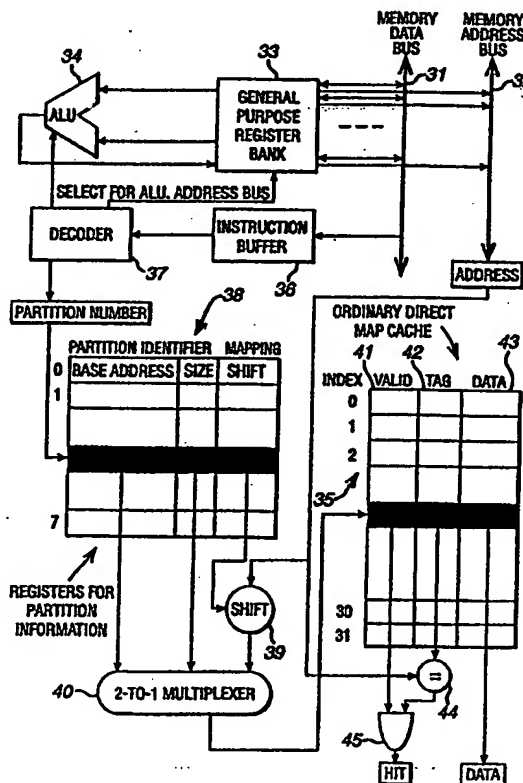 MEMORY DATA BUS
MEMORY ADDRESS BUS
34
33
31
ALU
GENERAL PURPOSE REGISTER BANK
SELECT FOR ALU. ADDRESS BUS
DECODER
INSTRUCTION BUFFER
37
36
ADDRESS
PARTITION NUMBER
38
ORDINARY DIRECT MAP CACHE
PARTITION IDENTIFIER MAPPING
41 42 43
0 BASE ADDRESS SIZE SHIFT
INDEX VALID TAG DATA
1
0
1
2
35
7
REGISTERS FOR PARTITION INFORMATION
SHIFT
39
30
31
40
2-TO-1 MULTIPLEXER
=
44
45
HIT
DATA